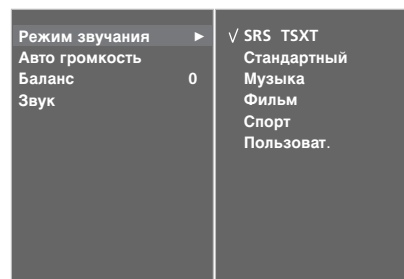 Режим звучания ►
Авто громкость
Баланс 0
Звук
√ SRS TSXT
Стандартный
Музыка
Фильм
Спорт
Пользоват.